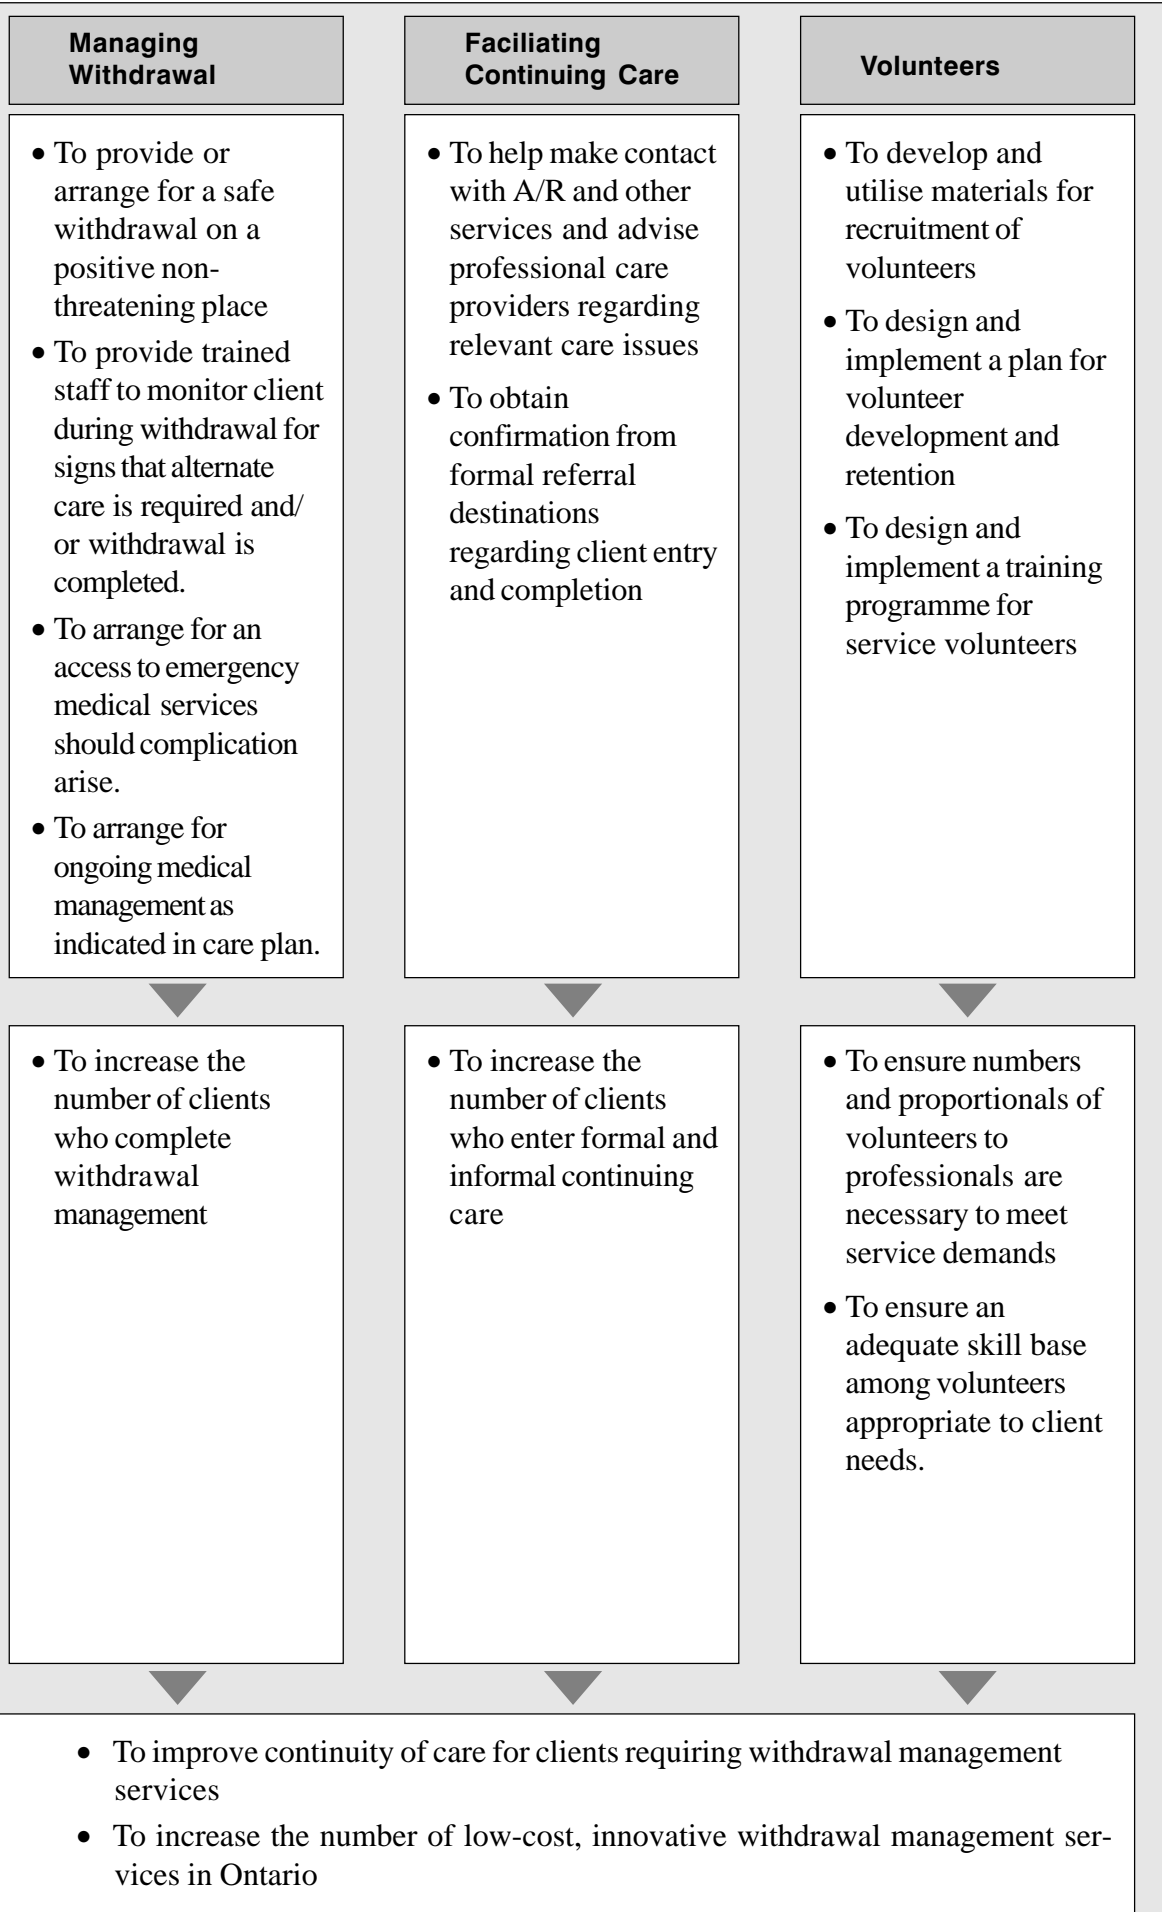 Managing
Withdrawal
• To provide or
arrange for a safe
withdrawal on a
positive non-
threatening place
• To provide trained
staff to monitor client
during withdrawal for
signs that alternate
care is required and/
or withdrawal is
completed.
• To arrange for an
access to emergency
medical services
should complication
arise.
• To arrange for
ongoing medical
management as
indicated in care plan.
• To increase the
number of clients
who complete
withdrawal
management
Faciliating
Continuing Care
• To help make contact
with A/R and other
services and advise
professional care
providers regarding
relevant care issues
• To obtain
confirmation from
formal referral
destinations
regarding client entry
and completion
• To increase the
number of clients
who enter formal and
informal continuing
care
Volunteers
• To develop and
utilise materials for
recruitment of
volunteers
• To design and
implement a plan for
volunteer
development and
retention
• To design and
implement a training
programme for
service volunteers
• To ensure numbers
and proportionals of
volunteers to
professionals are
necessary to meet
service demands
• To ensure an
adequate skill base
among volunteers
appropriate to client
needs.
• To improve continuity of care for clients requiring withdrawal management
services
• To increase the number of low-cost, innovative withdrawal management ser-
vices in Ontario